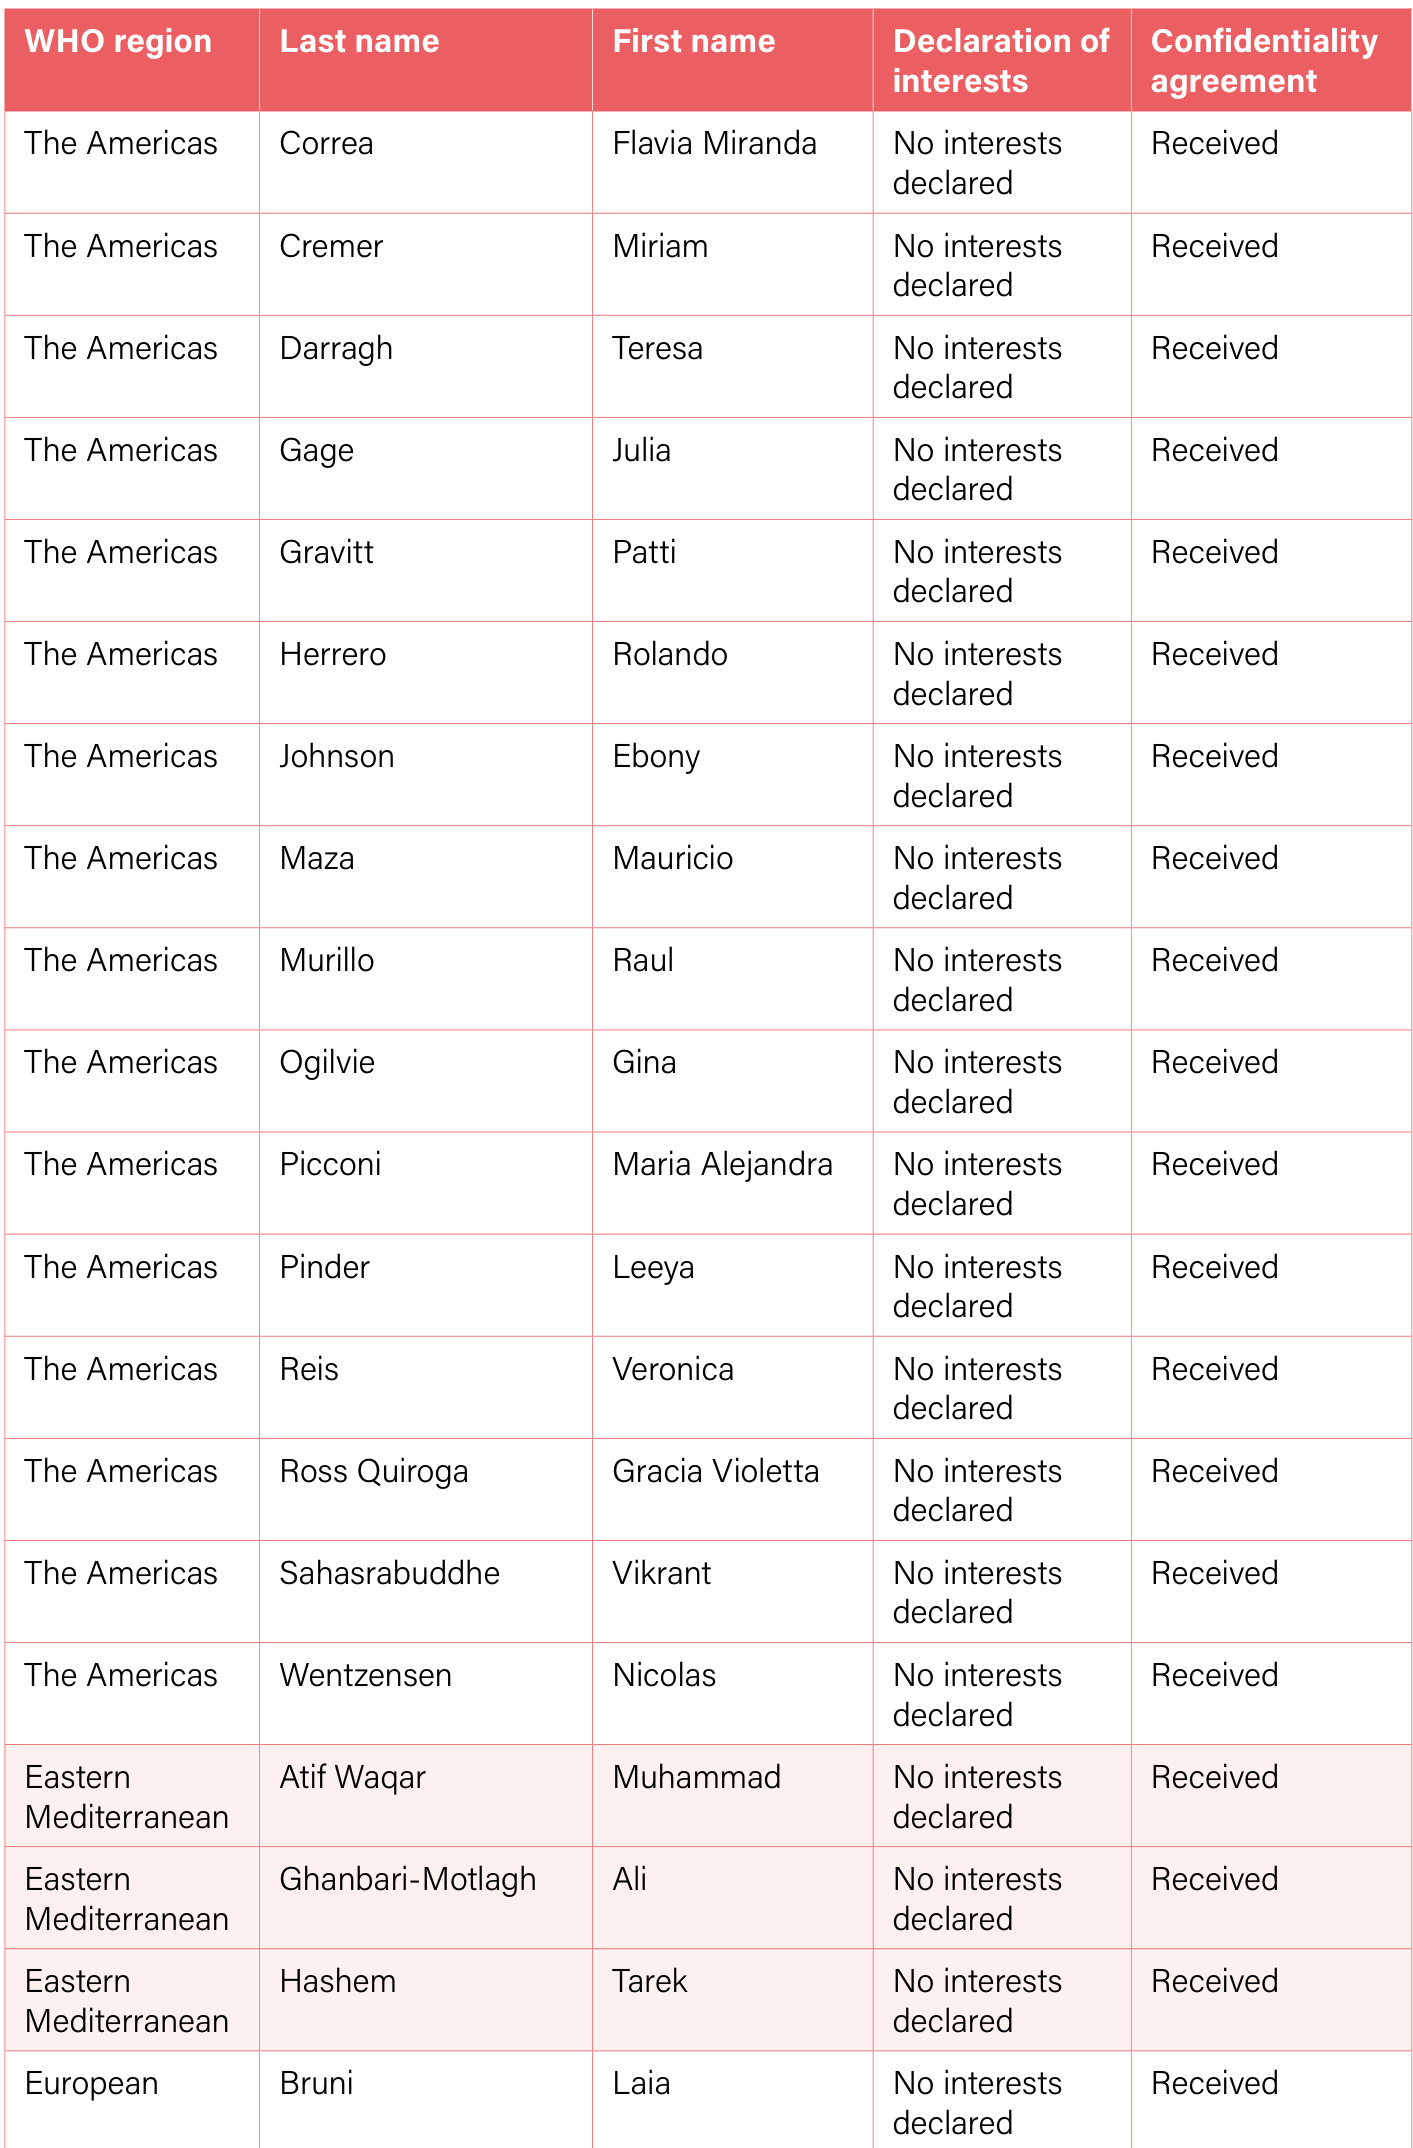 WHO region Last name First name Declaration of interests Confidentiality agreement
The Americas Correa Flavia Miranda No interests declared Received
The Americas Cremer Miriam No interests declared Received
The Americas Darragh Teresa No interests declared Received
The Americas Gage Julia No interests declared Received
The Americas Gravitt Patti No interests declared Received
The Americas Herrero Rolando No interests declared Received
The Americas Johnson Ebony No interests declared Received
The Americas Maza Mauricio No interests declared Received
The Americas Murillo Raul No interests declared Received
The Americas Ogilvie Gina No interests declared Received
The Americas Picconi Maria Alejandra No interests declared Received
The Americas Pinder Leeya No interests declared Received
The Americas Reis Veronica No interests declared Received
The Americas Ross Quiroga Gracia Violetta No interests declared Received
The Americas Sahasrabuddhe Vikrant No interests declared Received
The Americas Wentzensen Nicolas No interests declared Received
Eastern Mediterranean Atif Waqar Muhammad No interests declared Received
Eastern Mediterranean Ghanbari-Motlagh Ali No interests declared Received
Eastern Mediterranean Hashem Tarek No interests declared Received
European Bruni Laia No interests declared Received